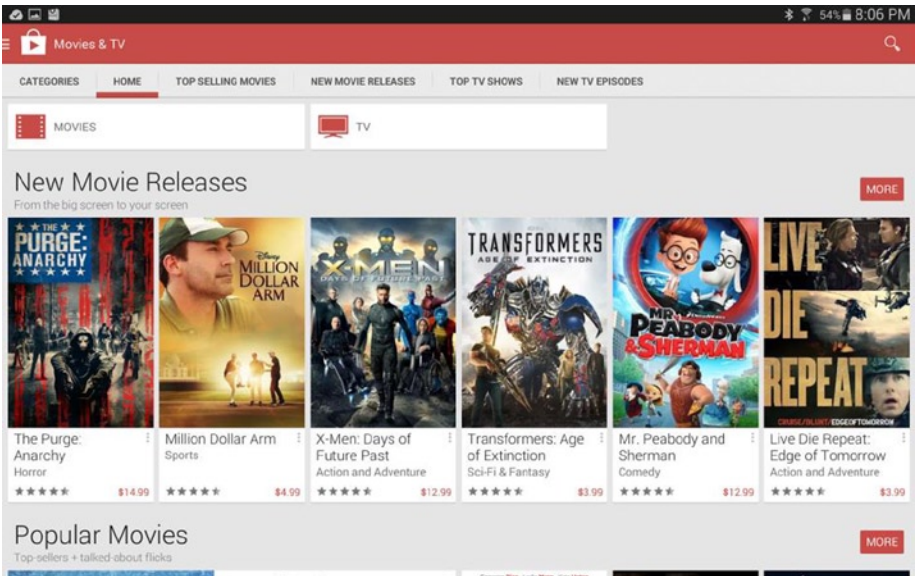 54% 8:06 PM
Movies & TV
CATEGORIES HOME TOP SELLING MOVIES NEW MOVIE RELEASES TOP TV SHOWS NEW TV EPISODES
MOVIES TV
New Movie Releases
MORE
From the big screen to your screen
THE
PURGE:
ANARCHY
Disney
MILLION
DOLLAR
ARM
X-MEN
DAYS OF FUTURE PAST
TRANSFORMERS
AGE OF EXTINCTION
MR.
PEABODY
&SHERMAN
LIVE
DIE
REPEAT
CRUISE/BLUNT/EDGEOFTOMORROW
The Purge:
Anarchy
Horror
$14.99
Million Dollar Arm
Sports
$4.99
X-Men: Days of
Future Past
Action and Adventure
$12.99
Transformers: Age
of Extinction
Sci-Fi & Fantasy
$3.99
Mr. Peabody and
Sherman
Comedy
$12.99
Live Die Repeat:
Edge of Tomorrow
Action and Adventure
$3.99
Popular Movies
MORE
Top-sellers + talked-about flicks